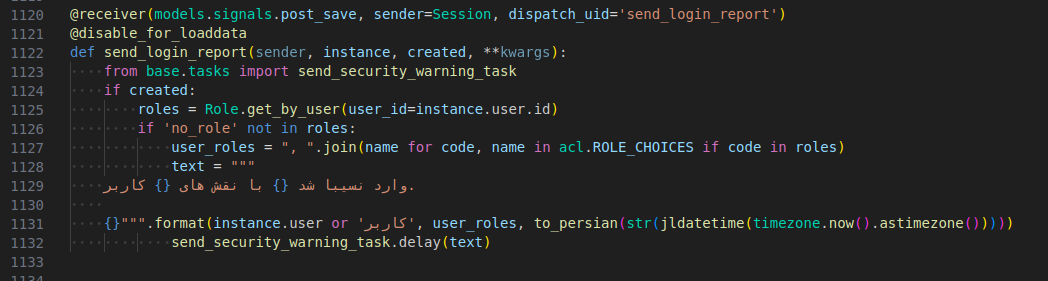 1120 @receiver(models.signals.post_save, sender=Session, dispatch_uid='send_login_report')
1121 @disable_for_loaddata
1122 def send_login_report(sender, instance, created, **kwargs):
1123     from base.tasks import send_security_warning_task
1124     if created:
1125         roles = Role.get_by_user(user_id=instance.user.id)
1126         if 'no_role' not in roles:
1127             user_roles = ", ".join(name for code, name in acl.ROLE_CHOICES if code in roles)
1128             text = """
1129     کاربر {} با نقش های {} وارد نسیبا شد.
1130
1131     {}""".format(instance.user or 'کاربر', user_roles, to_persian(str(jldatetime(timezone.now().astimezone()))))
1132             send_security_warning_task.delay(text)
1133